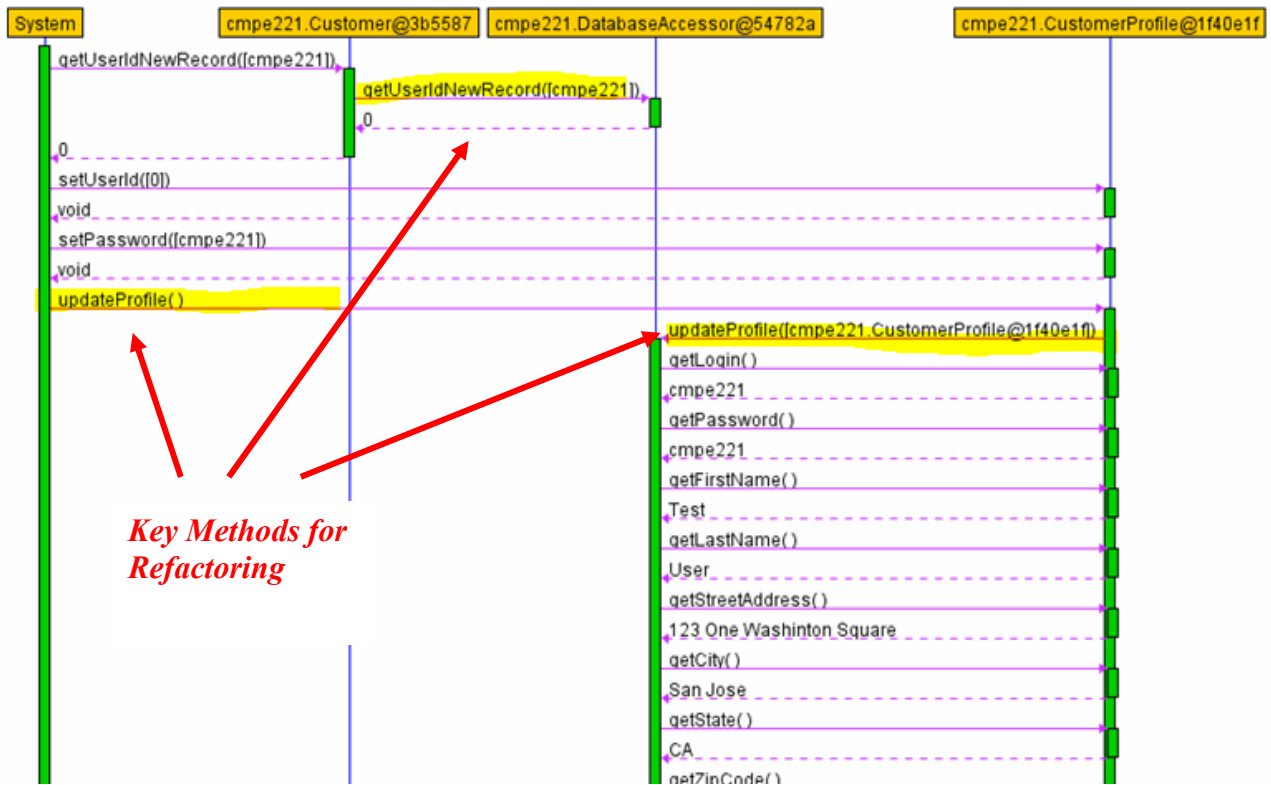 System
cmpe221.Customer@3b5587
cmpe221.DatabaseAccessor@54782a
cmpe221.CustomerProfile@1f40e1f
getUserIdNewRecord([cmpe221])
getUserIdNewRecord([cmpe221])
0
0
setUserId([0])
void
setPassword([cmpe221])
void
updateProfile( )
updateProfile([cmpe221.CustomerProfile@1f40e1f])
getLogin( )
cmpe221
getPassword( )
cmpe221
getFirstName( )
Test
Key Methods for
Refactoring
getLastName( )
User
getStreetAddress( )
123 One Washinton Square
getCity( )
San Jose
getState( )
CA
getZipCode( )